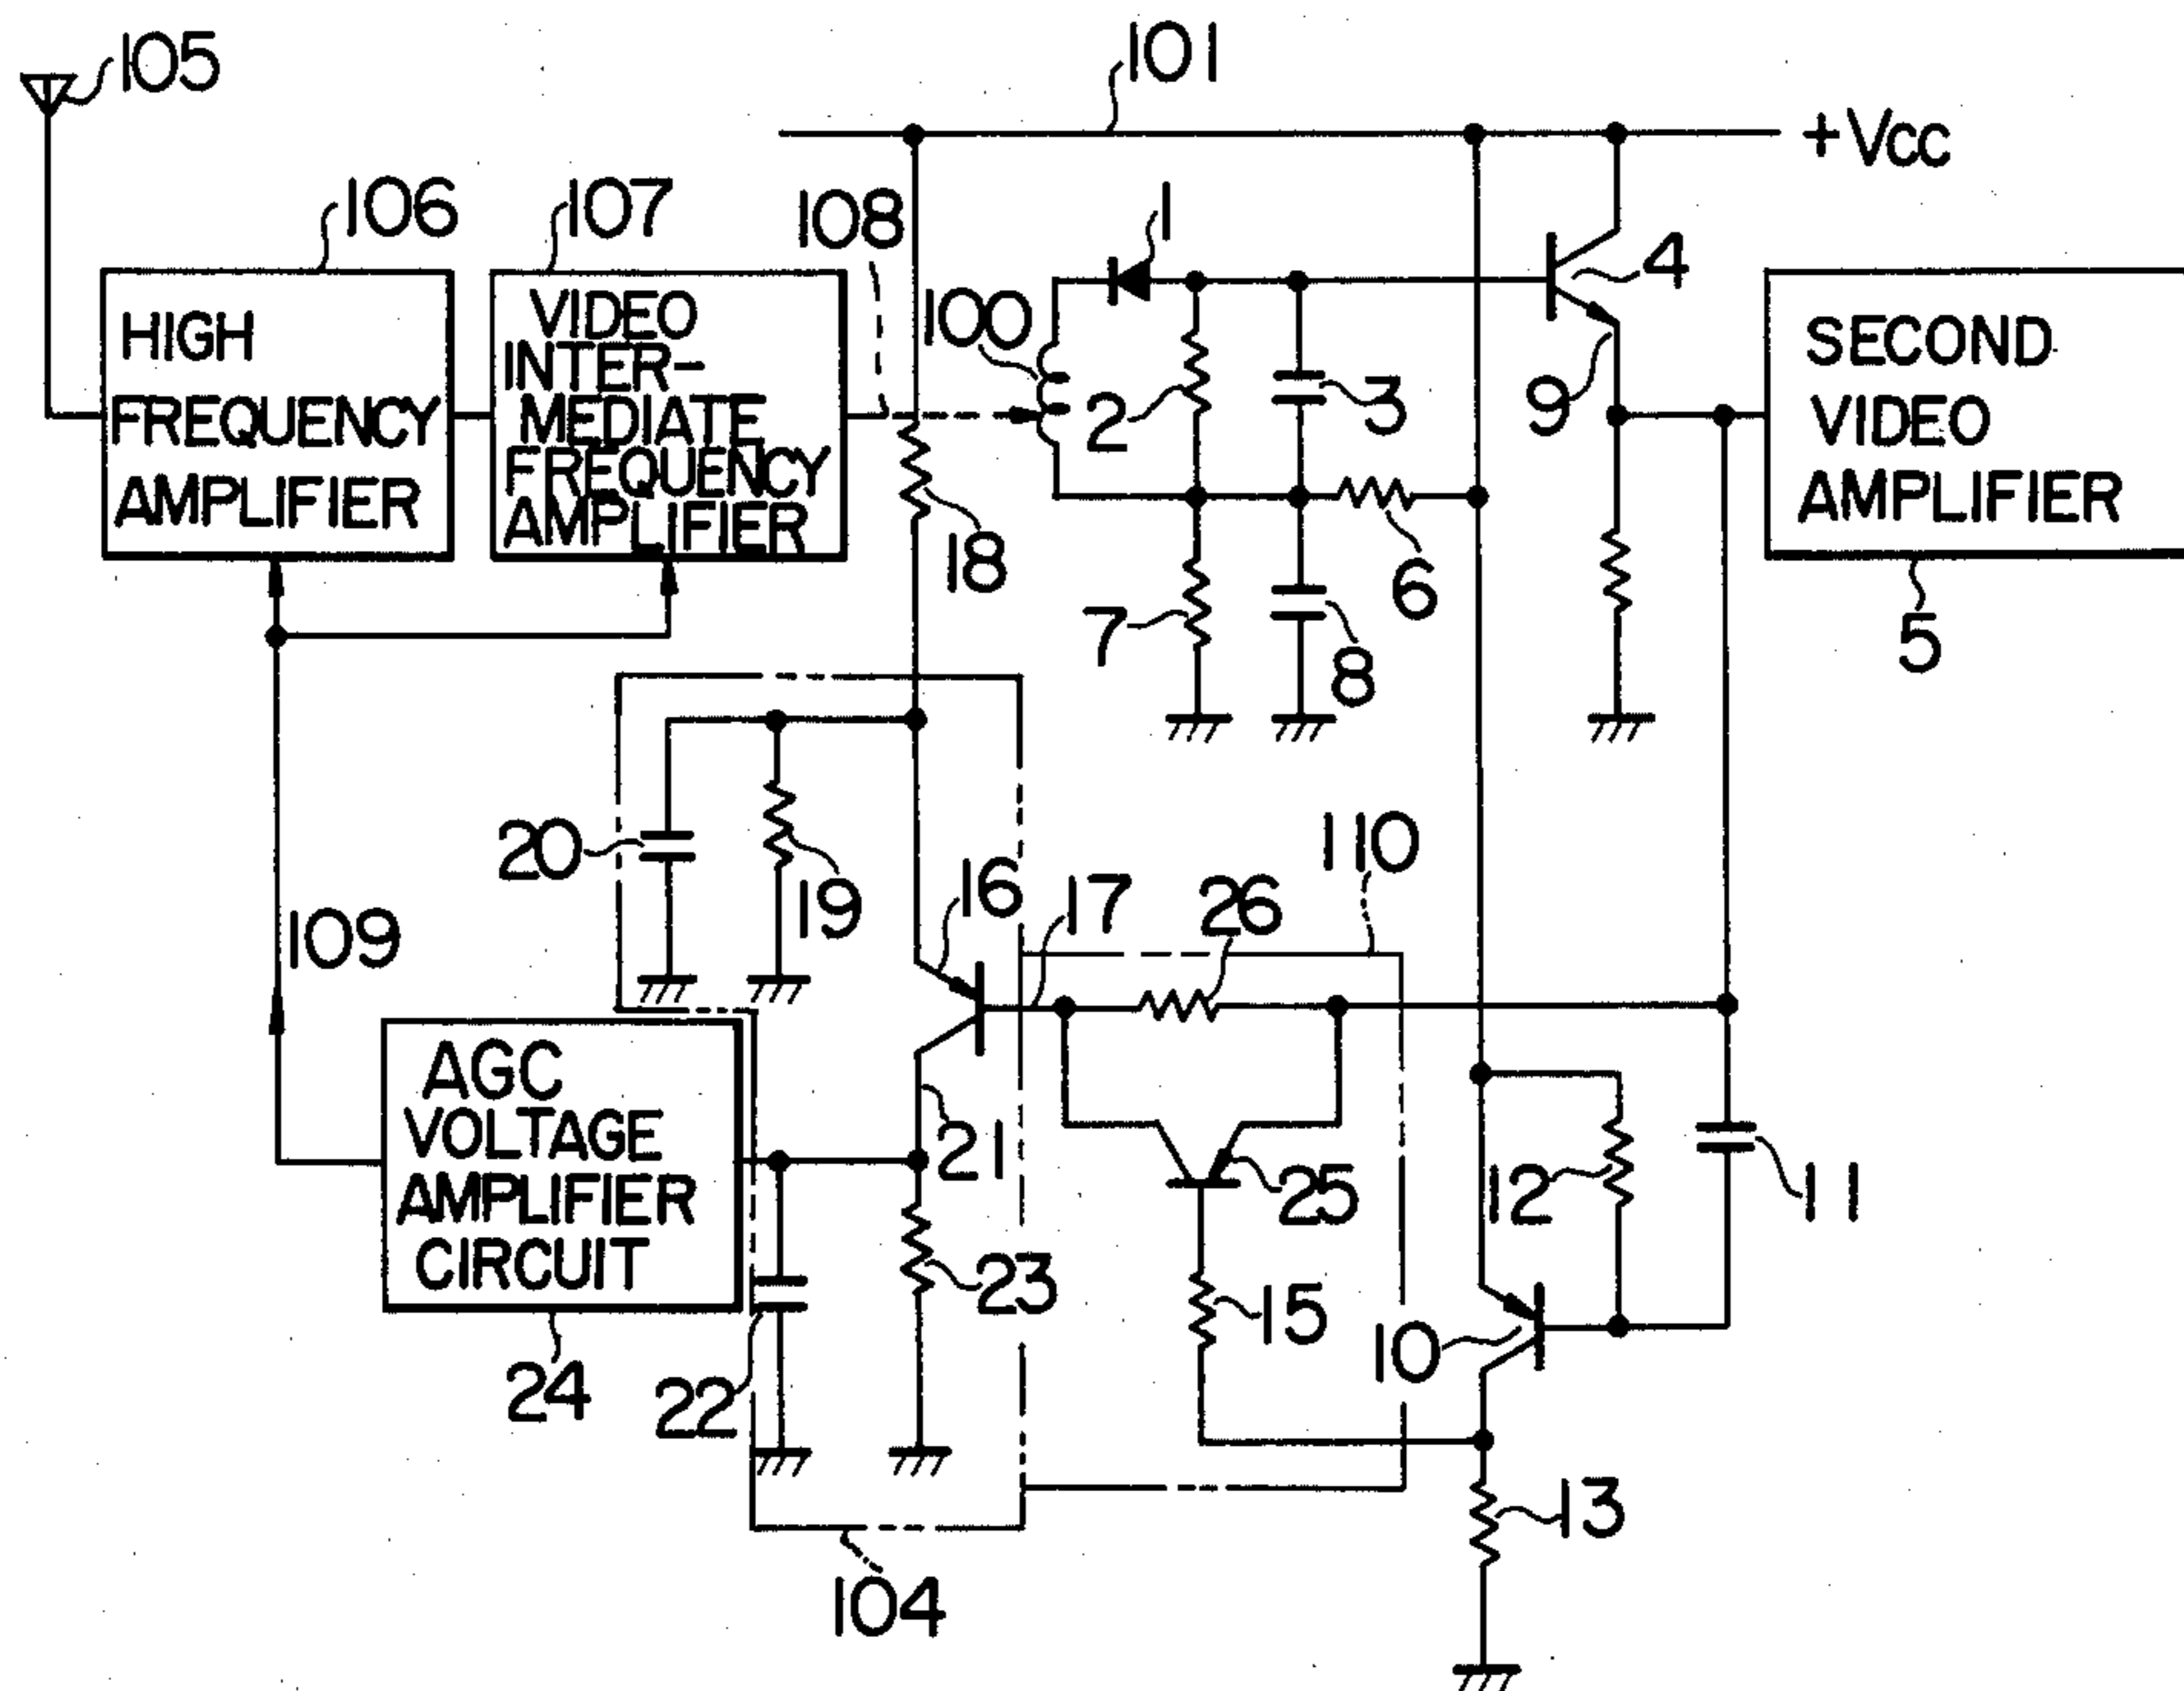 105
101
+Vcc
106
107
108
1
4
100
HIGH
FREQUENCY
AMPLIFIER
VIDEO
INTER-
MEDIATE
FREQUENCY
AMPLIFIER
2
3
9
SECOND
VIDEO
AMPLIFIER
18
6
7
8
5
20
19
16
17
26
110
109
AGC
VOLTAGE
AMPLIFIER
CIRCUIT
21
25
12
11
23
15
10
24
22
13
104